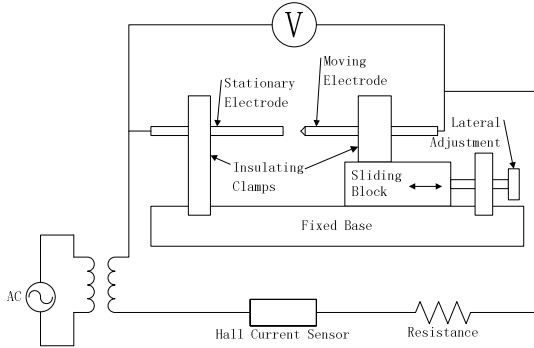 V
Stationary
Electrode
Moving
Electrode
Lateral
Adjustment
Insulating
Clamps
Sliding
Block
Fixed Base
AC
Hall Current Sensor
Resistance